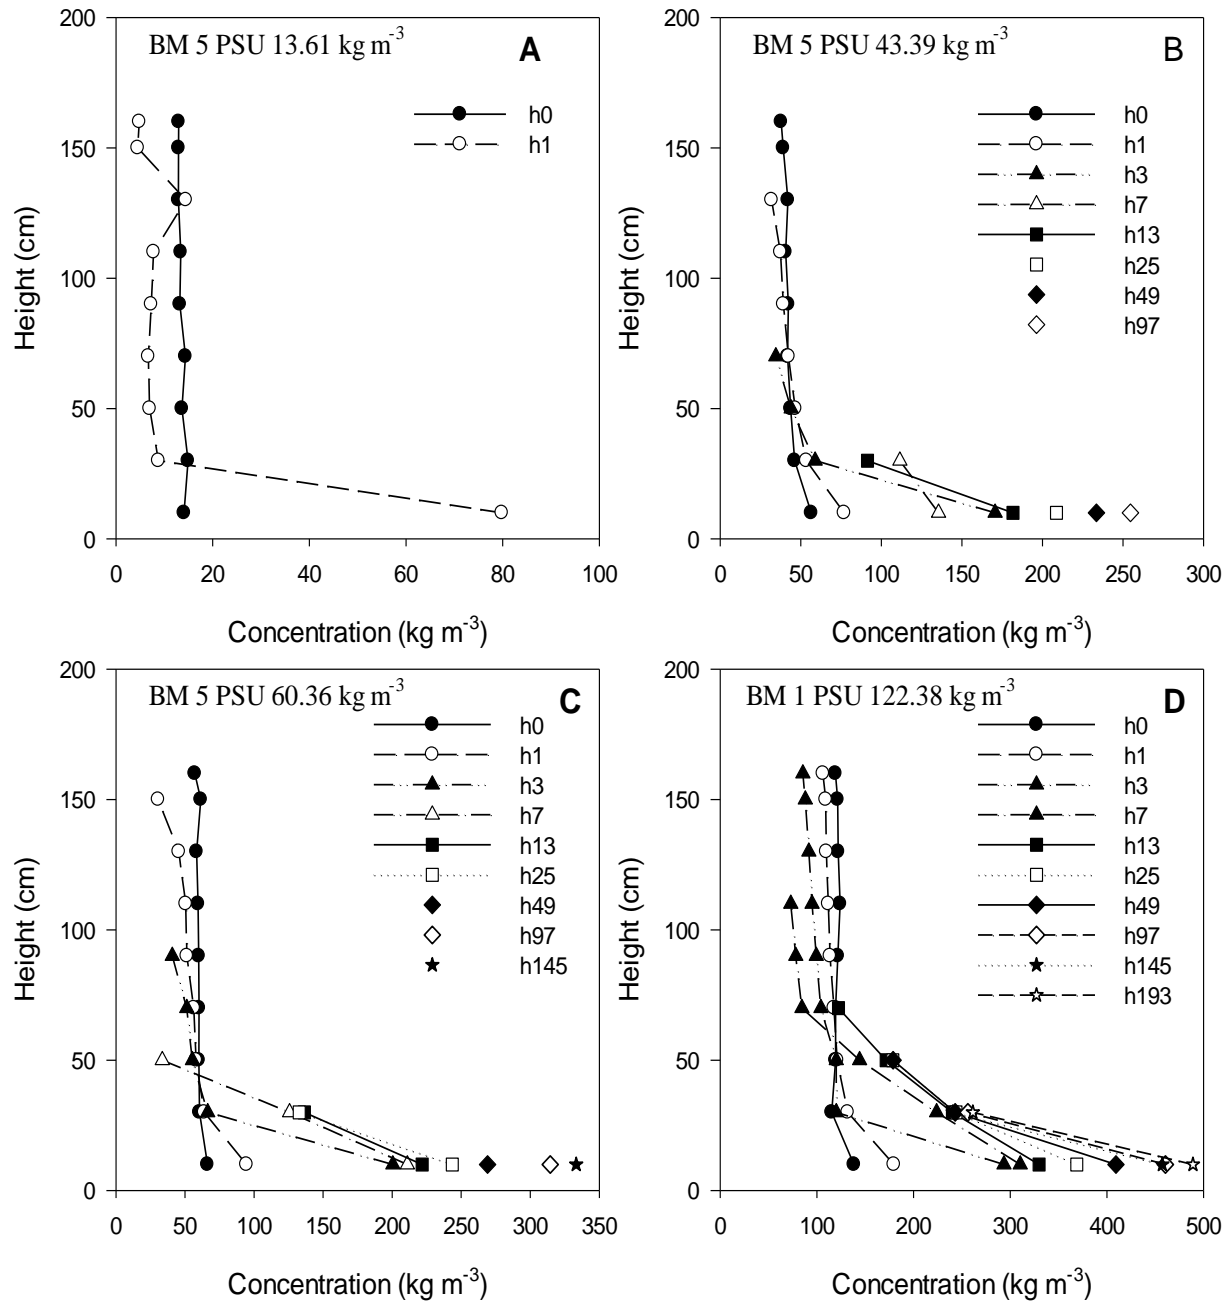 BM 5 PSU 13.61 kg m-3
A
h0
h1
200
150
100
50
0
Height (cm)
0 20 40 60 80 100
Concentration (kg m-3)
BM 5 PSU 43.39 kg m-3
B
h0
h1
h3
h7
h13
h25
h49
h97
200
150
100
50
0
Height (cm)
0 50 100 150 200 250 300
Concentration (kg m-3)
BM 5 PSU 60.36 kg m-3
C
h0
h1
h3
h7
h13
h25
h49
h97
h145
200
150
100
50
0
Height (cm)
0 50 100 150 200 250 300 350
Concentration (kg m-3)
BM 1 PSU 122.38 kg m-3
D
h0
h1
h3
h7
h13
h25
h49
h97
h145
h193
200
150
100
50
0
Height (cm)
0 100 200 300 400 500
Concentration (kg m-3)